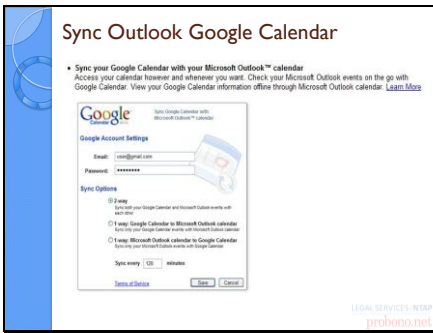 Sync Outlook Google Calendar
• Sync your Google Calendar with your Microsoft Outlook™ calendar
Access your calendar however and whenever you want. Check your Microsoft Outlook events on the go with
Google Calendar. View your Google Calendar information offline through Microsoft Outlook calendar. Learn More
Google
Calendar
Sync Google Calendar with
Microsoft Outlook™ calendar
Google Account Settings
Email: user@gmail.com
Password: ********
Sync Options
2-way
Sync both your Google Calendar and Microsoft Outlook events with
each other
1-way: Google Calendar to Microsoft Outlook calendar
Sync only your Google Calendar events with Microsoft Outlook calendar
1-way: Microsoft Outlook calendar to Google Calendar
Sync only your Microsoft Outlook events with Google Calendar
Sync every 120 minutes
Terms of Service Save Cancel
LEGAL SERVICES NTAP
probono.net